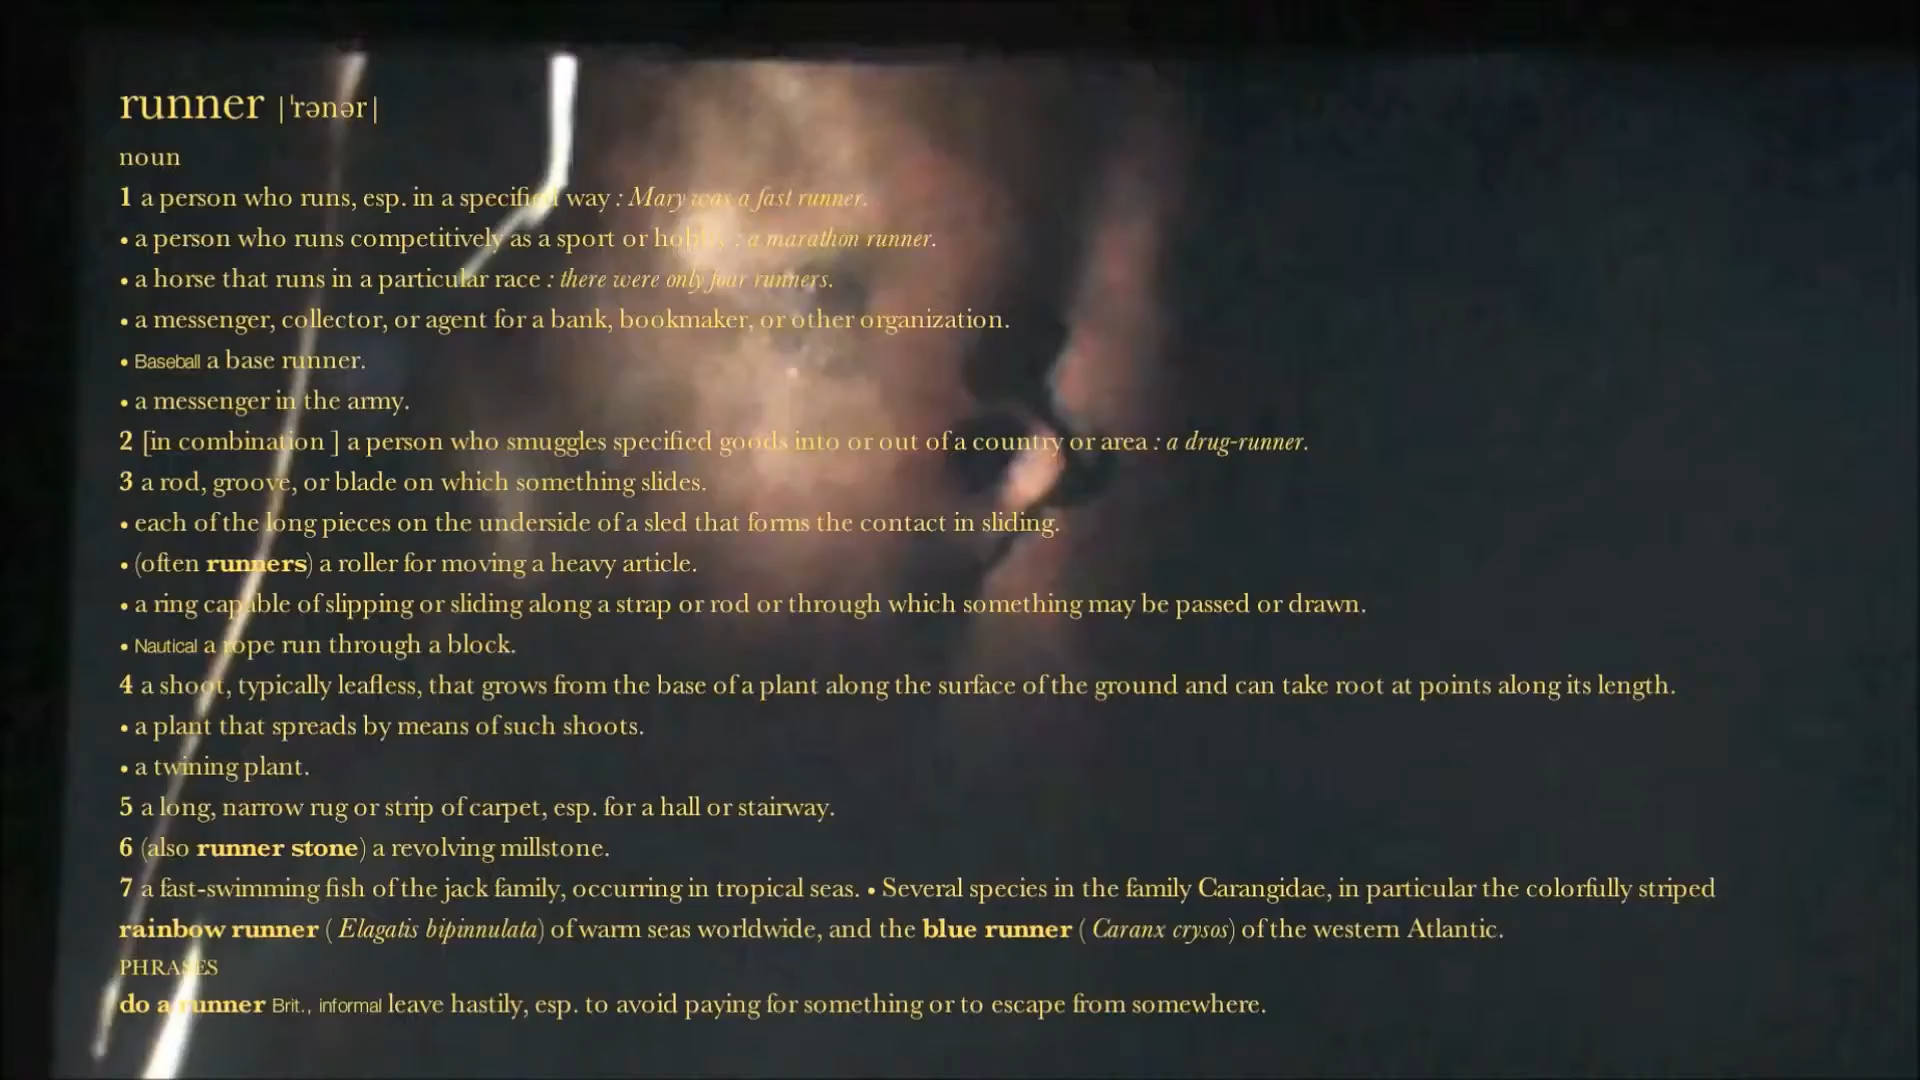 runner |ˈrənər|
noun
1 a person who runs, esp. in a specified way : Mary was a fast runner.
• a person who runs competitively as a sport or hobby : a marathon runner.
• a horse that runs in a particular race : there were only four runners.
• a messenger, collector, or agent for a bank, bookmaker, or other organization.
• Baseball a base runner.
• a messenger in the army.
2 [in combination ] a person who smuggles specified goods into or out of a country or area : a drug-runner.
3 a rod, groove, or blade on which something slides.
• each of the long pieces on the underside of a sled that forms the contact in sliding.
• (often runners) a roller for moving a heavy article.
• a ring capable of slipping or sliding along a strap or rod or through which something may be passed or drawn.
• Nautical a rope run through a block.
4 a shoot, typically leafless, that grows from the base of a plant along the surface of the ground and can take root at points along its length.
• a plant that spreads by means of such shoots.
• a twining plant.
5 a long, narrow rug or strip of carpet, esp. for a hall or stairway.
6 (also runner stone) a revolving millstone.
7 a fast-swimming fish of the jack family, occurring in tropical seas. • Several species in the family Carangidae, in particular the colorfully striped
rainbow runner ( Elagatis bipinnulata) of warm seas worldwide, and the blue runner ( Caranx crysos) of the western Atlantic.
PHRASES
do a runner Brit., informal leave hastily, esp. to avoid paying for something or to escape from somewhere.